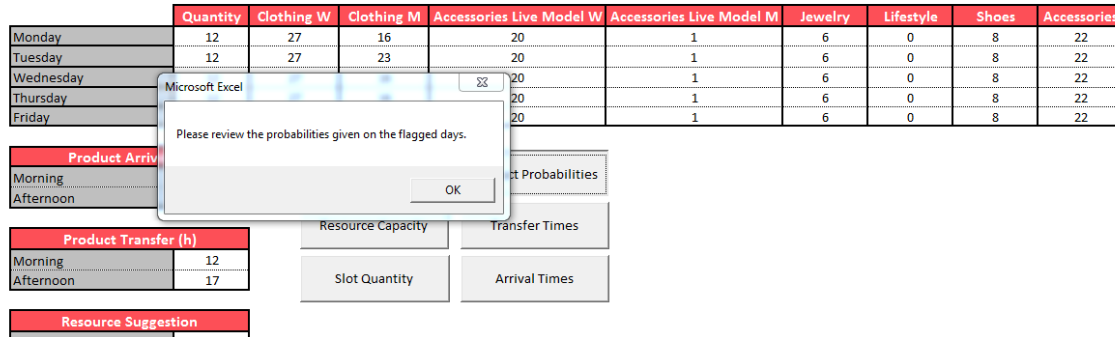 Quantity Clothing W Clothing M Accessories Live Model W Accessories Live Model M Jewelry Lifestyle Shoes Accessories
Monday 12 27 16 20 1 6 0 8 22
Tuesday 12 27 23 20 1 6 0 8 22
Wednesday 20 1 6 0 8 22
Thursday 20 1 6 0 8 22
Friday 20 1 6 0 8 22
Microsoft Excel
Please review the probabilities given on the flagged days.
OK
Product Arriv
Morning
Afternoon
ct Probabilities
Resource Capacity Transfer Times
Product Transfer (h)
Morning 12
Afternoon 17
Slot Quantity Arrival Times
Resource Suggestion